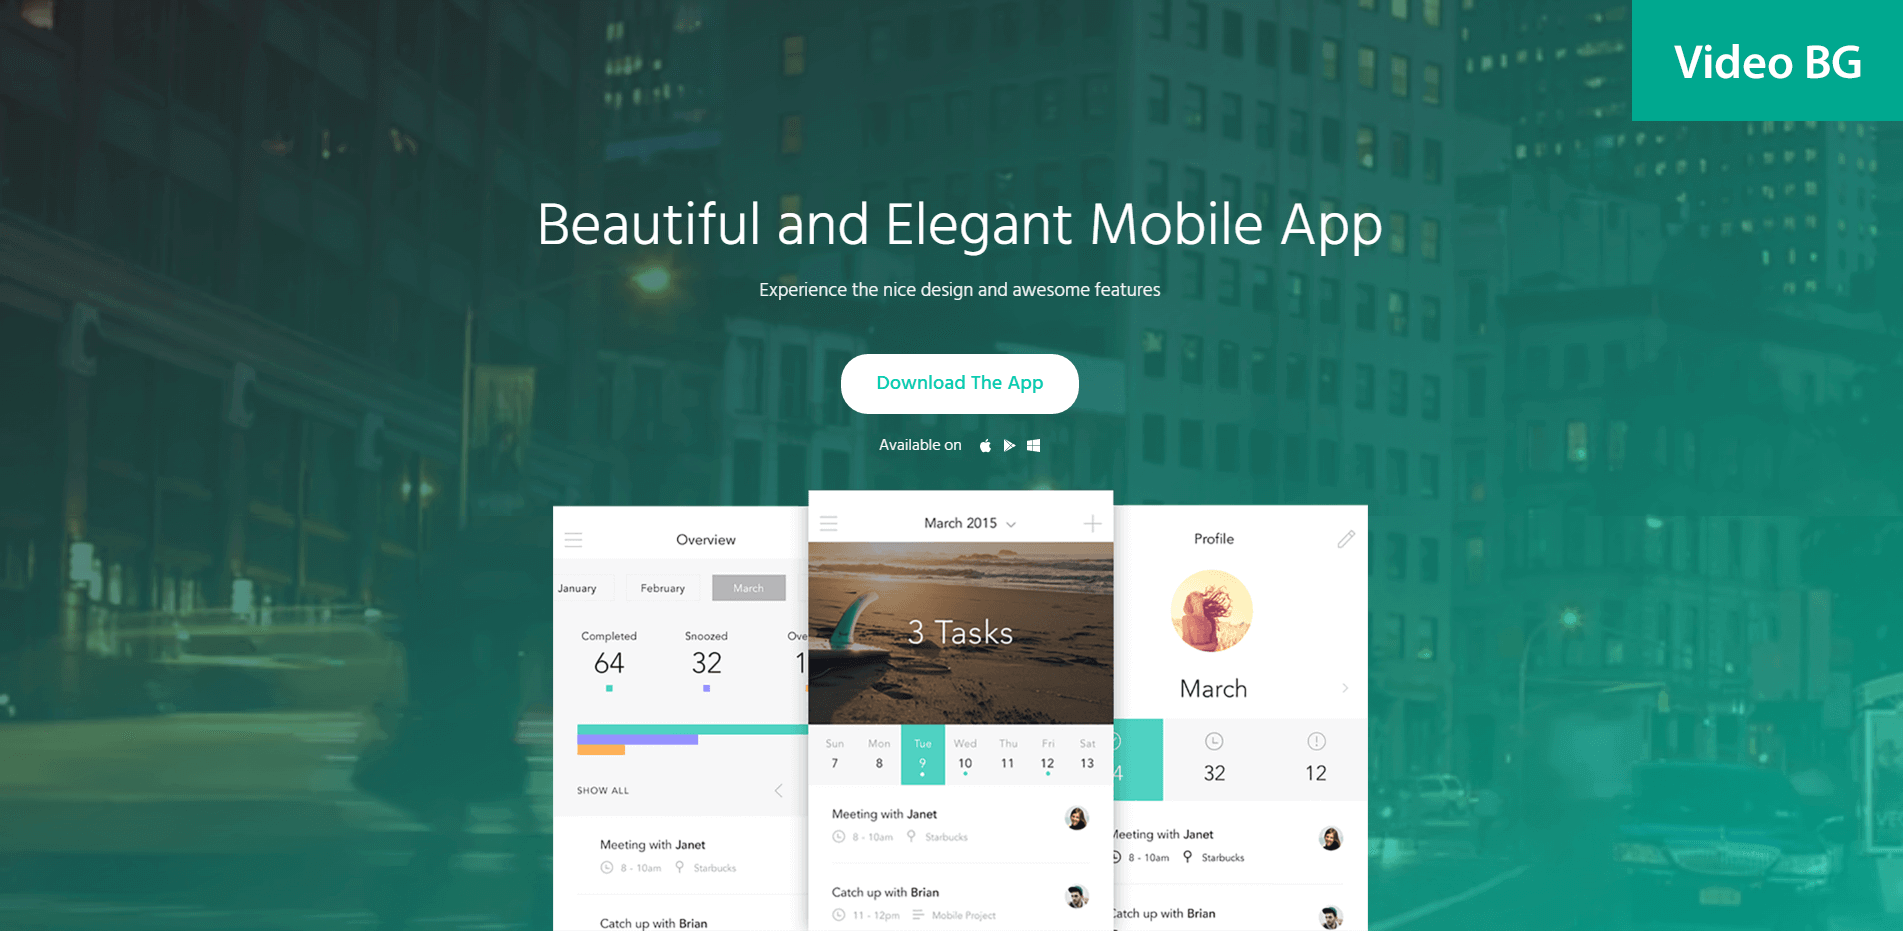 Video BG
Beautiful and Elegant Mobile App
Experience the nice design and awesome features
Download The App
Available on
Overview
January February March
Completed Snoozed
64 32
SHOW ALL
Meeting with Janet
8 - 10am Starbucks
Catch up with Brian
March 2015
3 Tasks
Sun Mon Tue Wed Thu Fri Sat
7 8 9 10 11 12 13
Meeting with Janet
8 - 10am Starbucks
Catch up with Brian
11 - 12pm Mobile Project
Profile
March
4 32 12
Meeting with Janet
8 - 10am Starbucks
Catch up with Brian